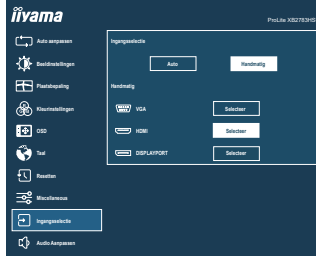 iiyama
ProLite XB2783HS
Auto aanpassen
Beeldinstellingen
Plaatsbepaling
Kleurinstellingen
OSD
Taal
Resetten
Miscellaneous
Ingangsselectie
Audio Aanpassen
Ingangsselectie
Auto
Handmatig
Handmatig
VGA
Selecteer
HDMI
Selecteer
DISPLAYPORT
Selecteer